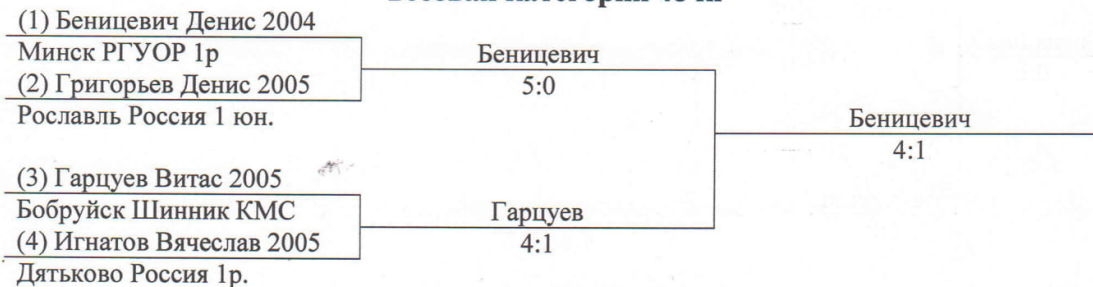 (1) Беницевич Денис 2004
Минск РГУОР 1р
(2) Григорьев Денис 2005
Рославль Россия 1 юн.
Беницевич
5:0
(3) Гарцуев Витас 2005
Бобруйск Шинник КМС
(4) Игнатов Вячеслав 2005
Дятьково Россия 1р.
Гарцуев
4:1
Беницевич
4:1